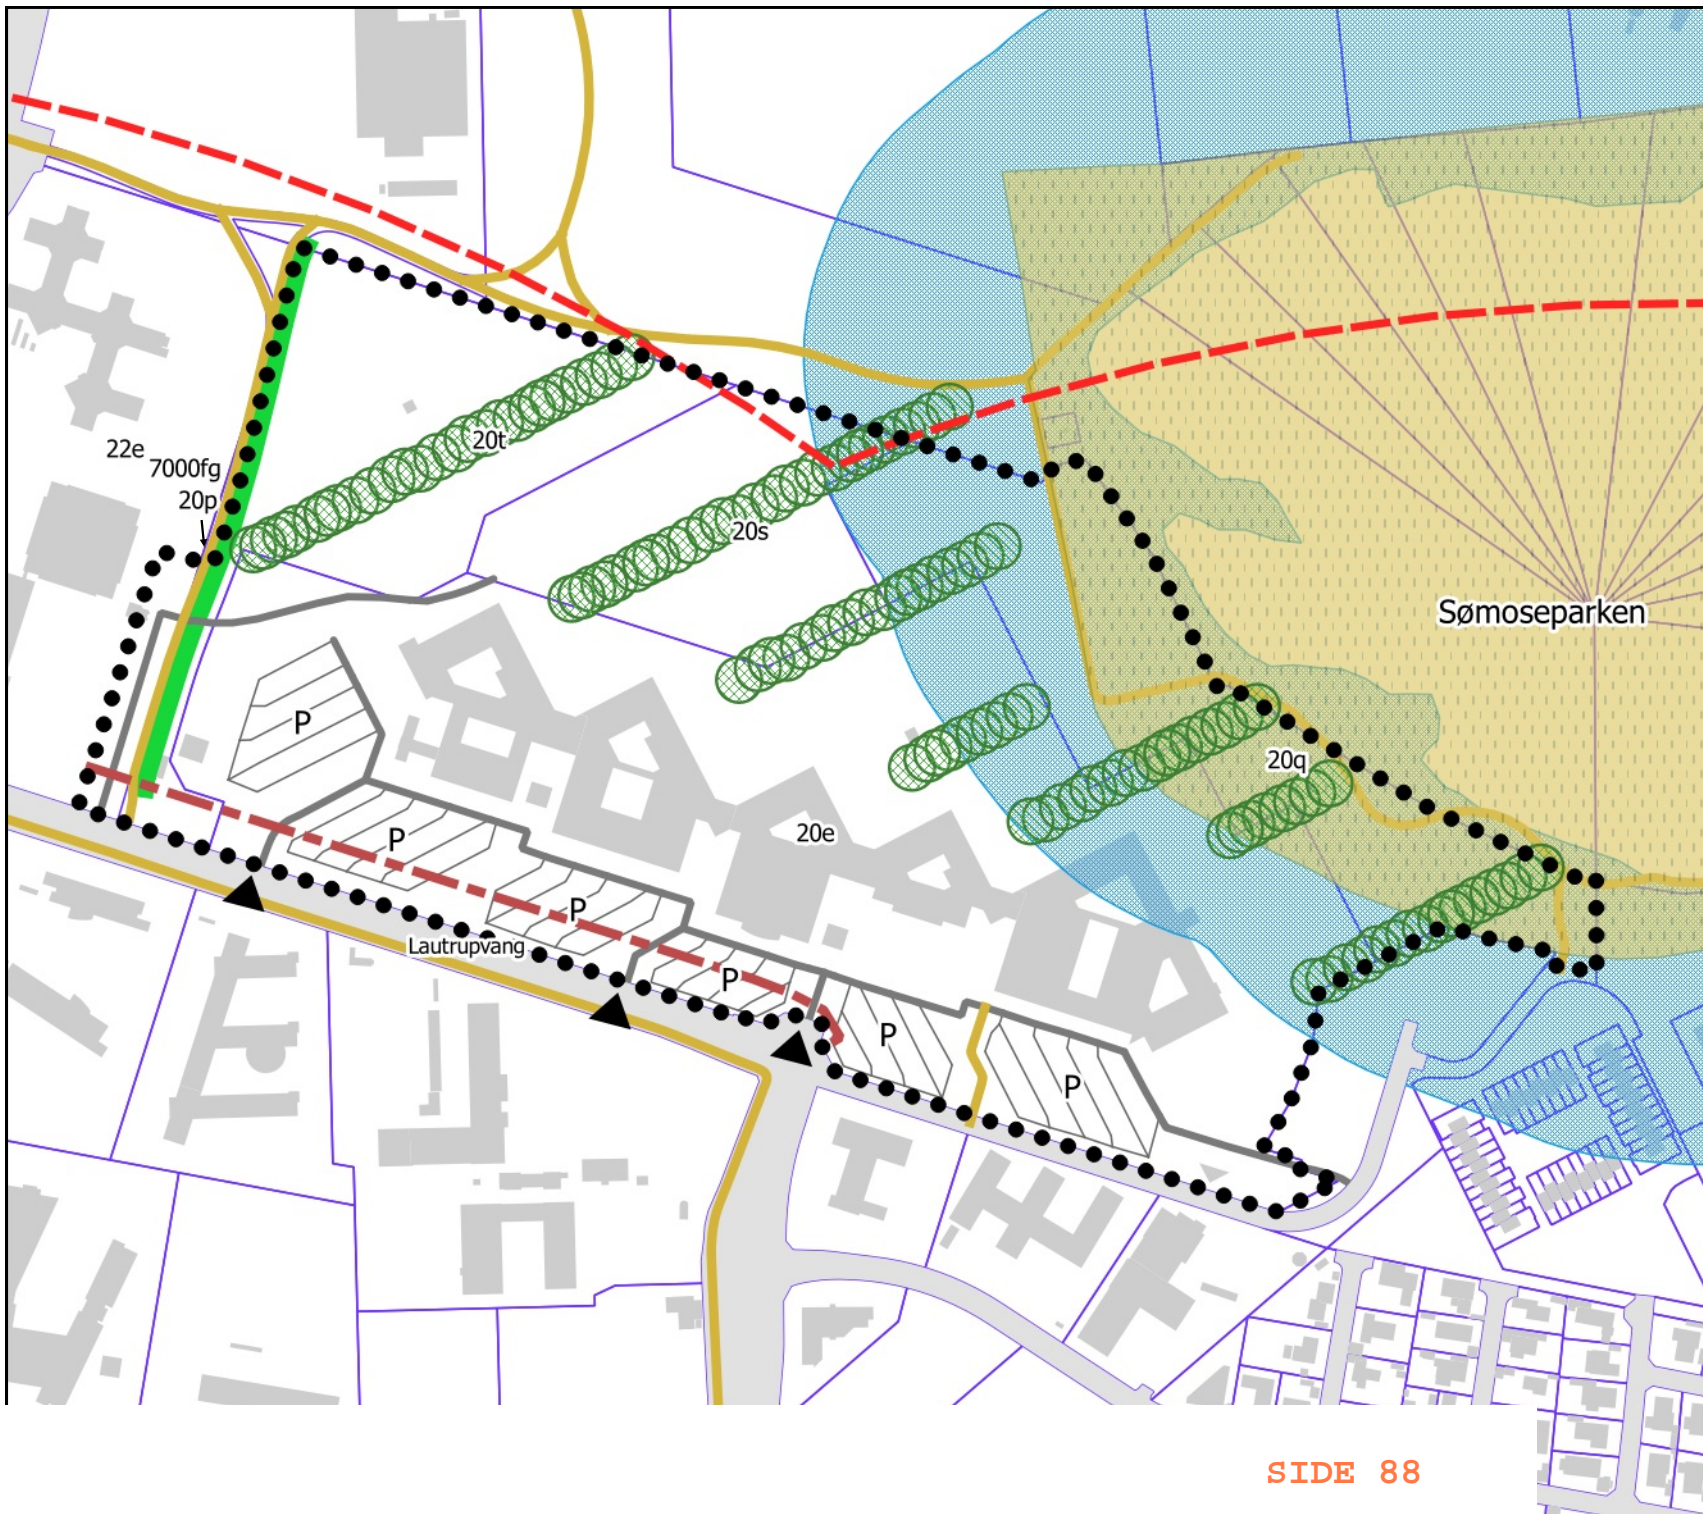 20t
22e
7000fg
20p
20s
Sømoseparken
P
20q
20e
P
P
Lautrupvang
P
P
P
SIDE 88